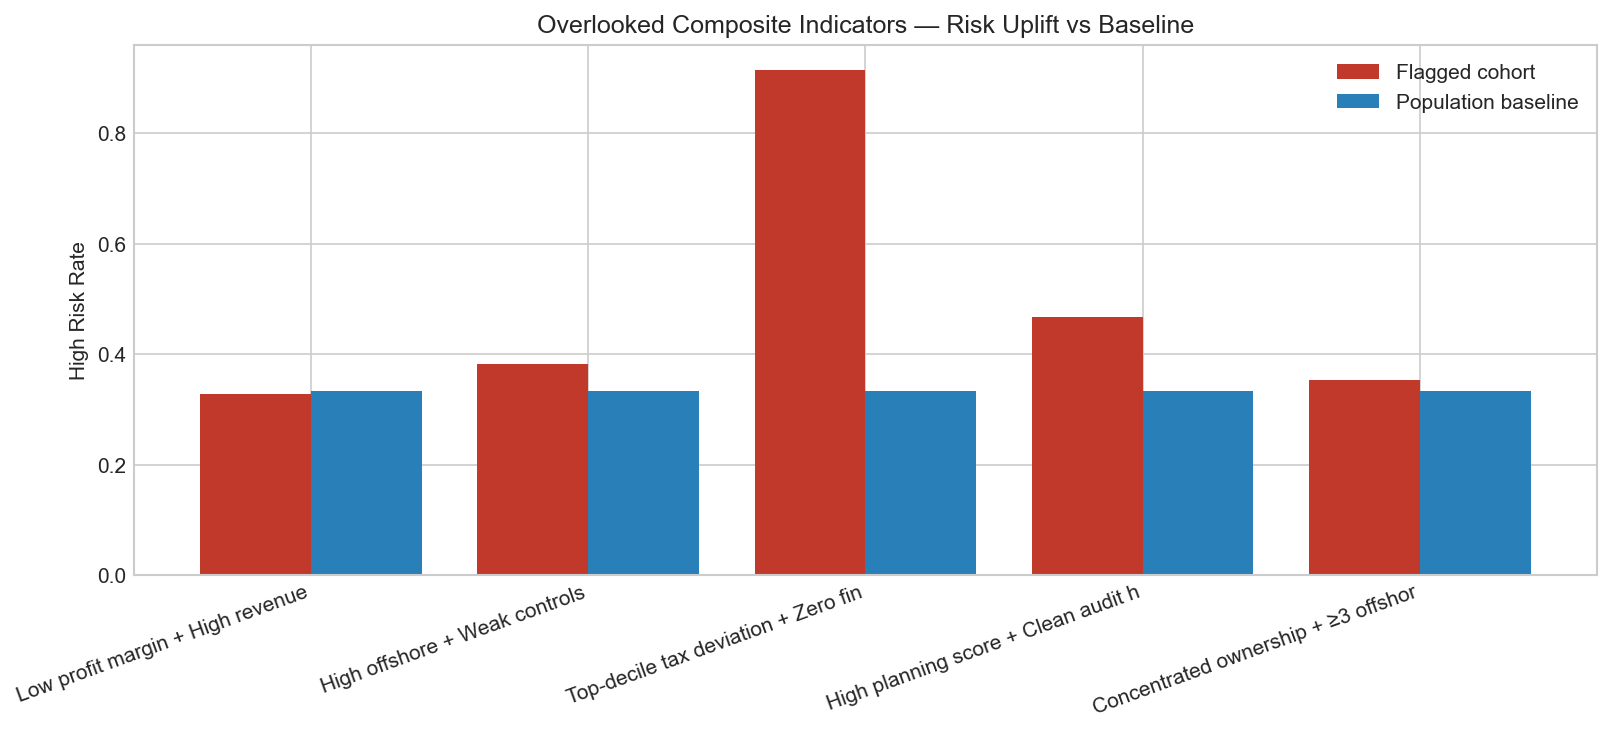 Overlooked Composite Indicators — Risk Uplift vs Baseline
Flagged cohort
Population baseline
High Risk Rate
0.8
0.6
0.4
0.2
0.0
Low profit margin + High revenue
High offshore + Weak controls
Top-decile tax deviation + Zero fin
High planning score + Clean audit h
Concentrated ownership + ≥3 offshor